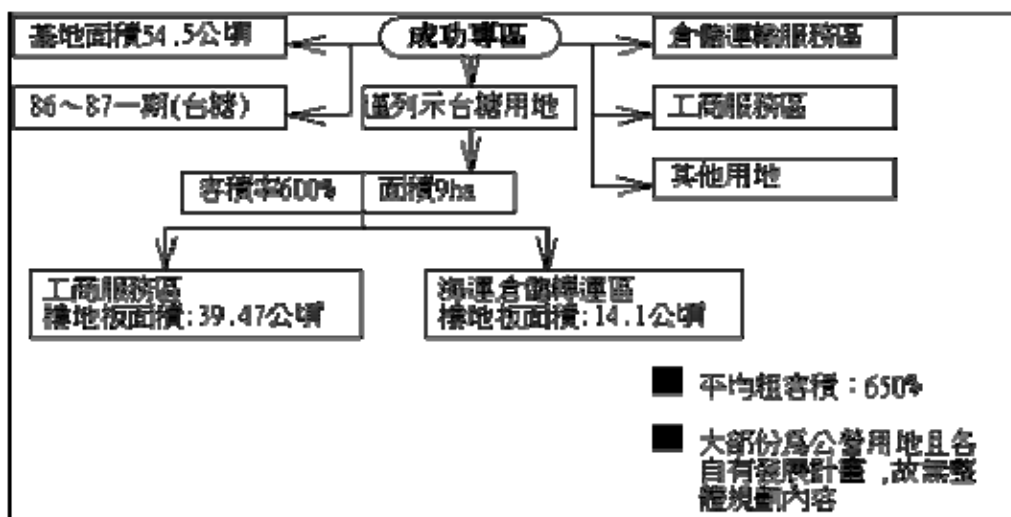 基地面積54.5公頃
成功專區
倉儲運輸服務區
86～87一期(台糖)
僅列示台糖用地
工商服務區
其他用地
容積率600%
面積9ha
工商服務區
樓地板面積:39.47公頃
海運倉儲轉運區
樓地板面積:14.1公頃
■ 平均粗容積：650%
■ 大部份為公營用地且各
自有發展計畫,故無整
體規劃內容